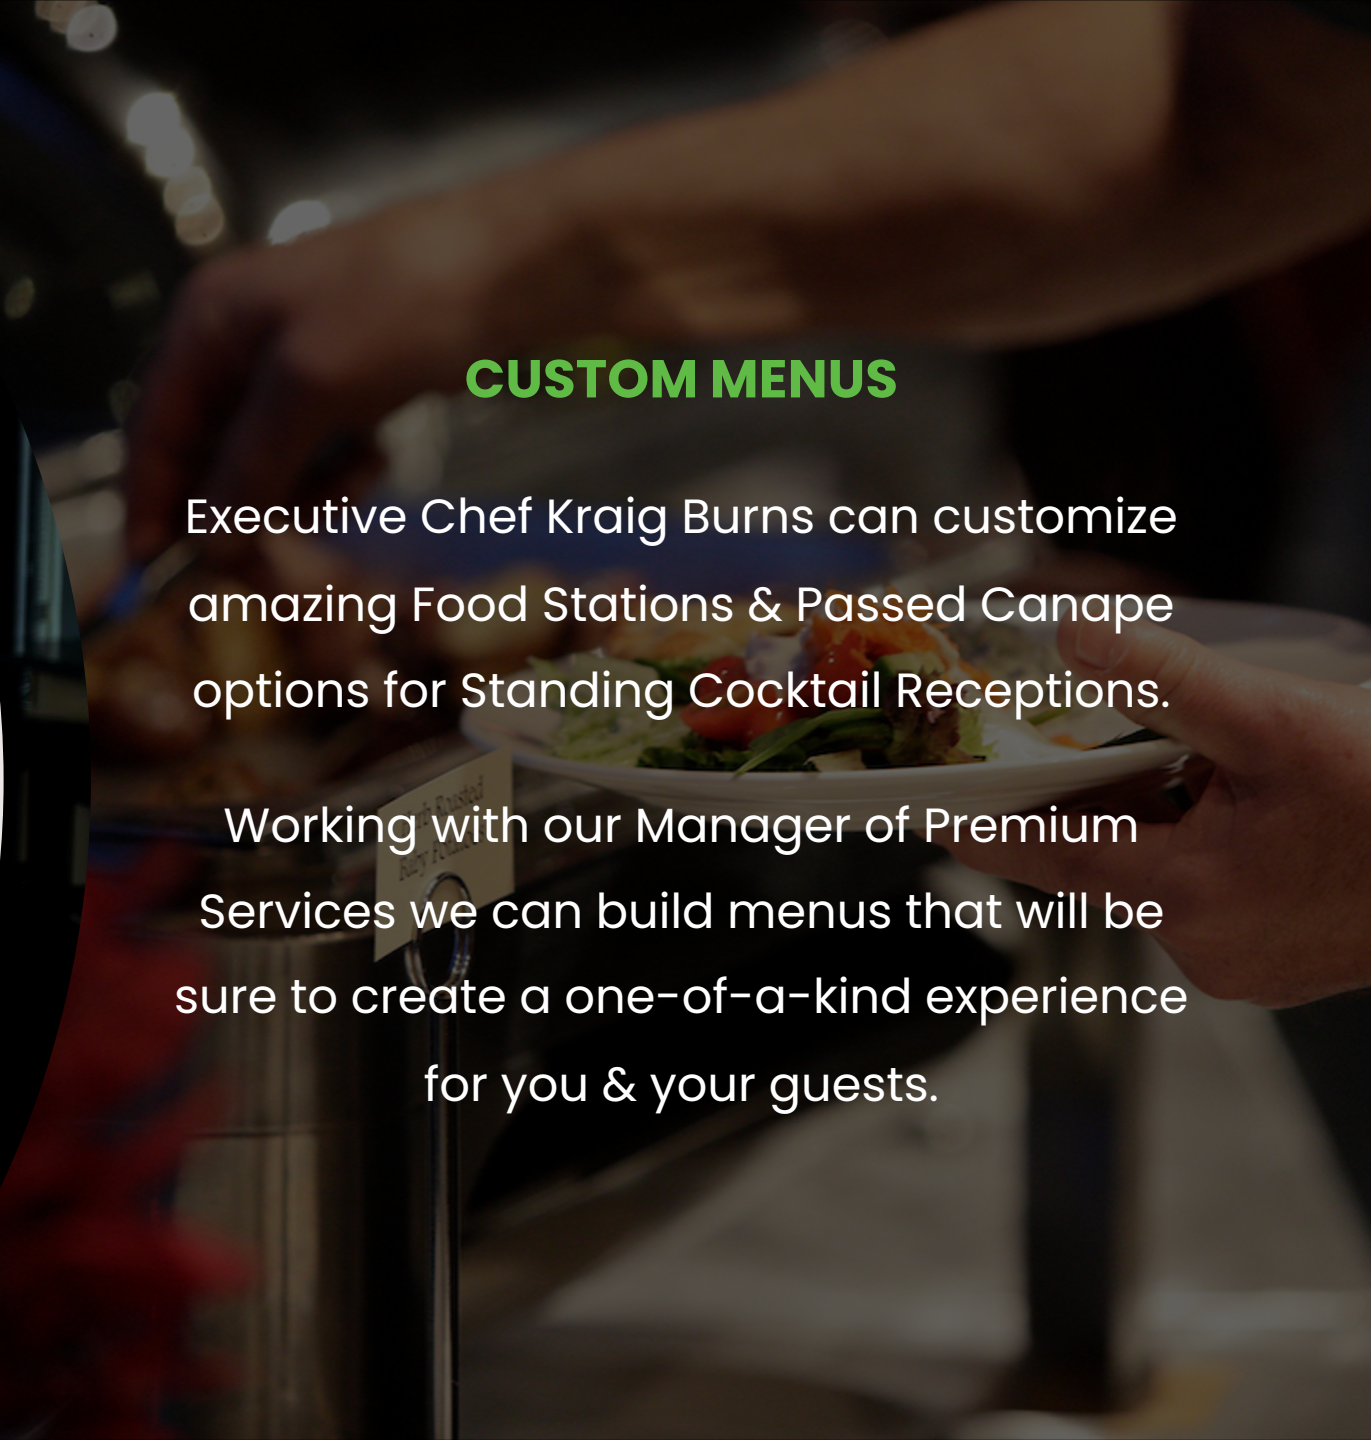 CUSTOM MENUS
Executive Chef Kraig Burns can customize
amazing Food Stations & Passed Canape
options for Standing Cocktail Receptions.
Working with our Manager of Premium
Services we can build menus that will be
sure to create a one-of-a-kind experience
for you & your guests.